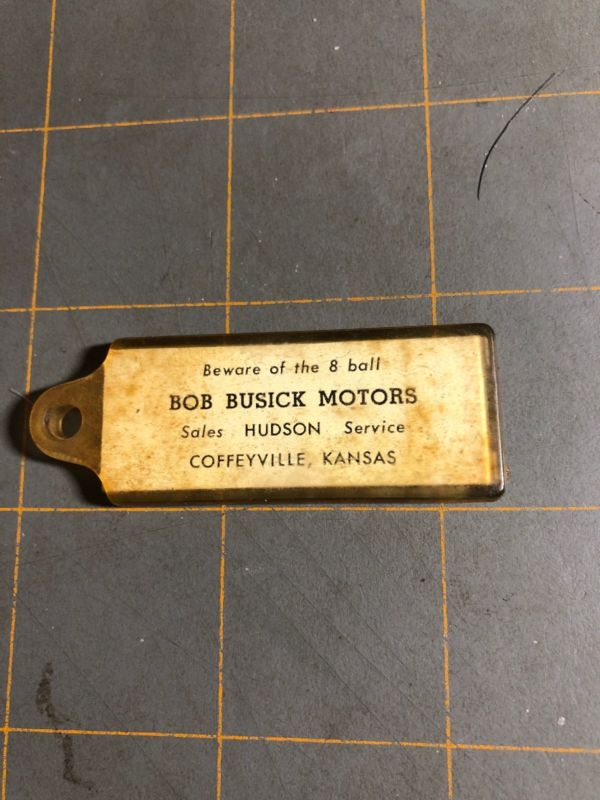 Beware of the 8 ball
BOB BUSICK MOTORS
Sales HUDSON Service
COFFEYVILLE, KANSAS